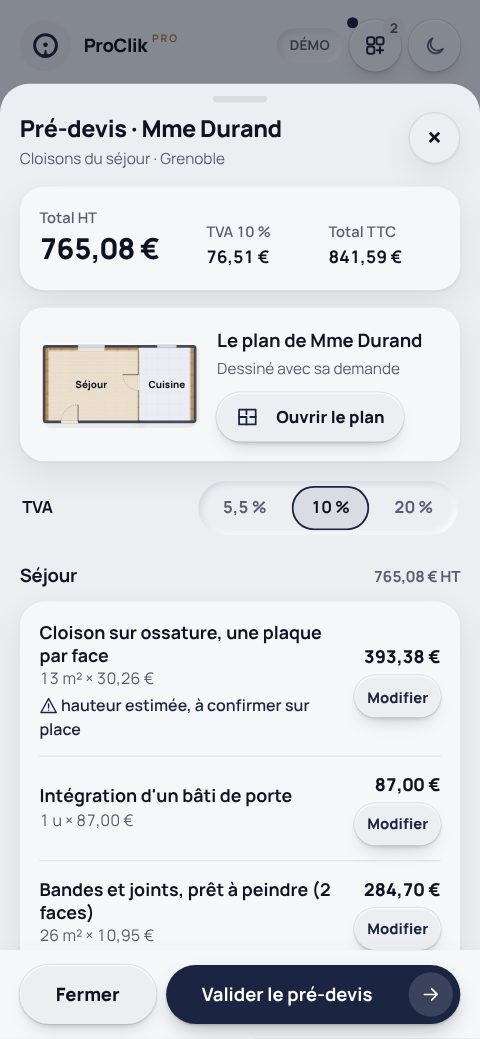 ProClik PRO
DÉMO
2
Pré-devis · Mme Durand
Cloisons du séjour · Grenoble
Total HT
765,08 €
TVA 10 %
76,51 €
Total TTC
841,59 €
Séjour
Cuisine
Le plan de Mme Durand
Dessiné avec sa demande
Ouvrir le plan
TVA
5,5 %
10 %
20 %
Séjour
765,08 € HT
Cloison sur ossature, une plaque
par face
13 m² × 30,26 €
⚠ hauteur estimée, à confirmer sur
place
393,38 €
Modifier
Intégration d'un bâti de porte
1 u × 87,00 €
87,00 €
Modifier
Bandes et joints, prêt à peindre (2
faces)
26 m² × 10,95 €
284,70 €
Modifier
Fermer
Valider le pré-devis